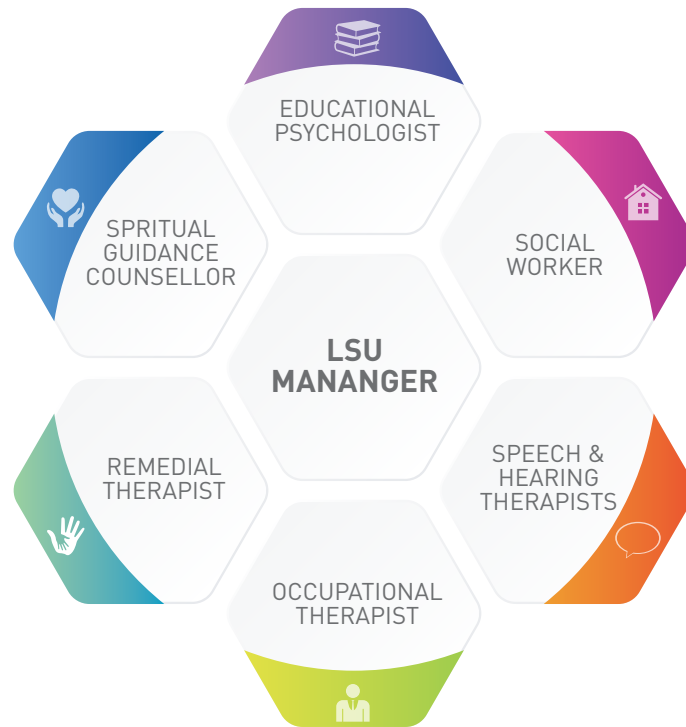 EDUCATIONAL
PSYCHOLOGIST
SPRITUAL
GUIDANCE
COUNSELLOR
SOCIAL
WORKER
LSU
MANANGER
REMEDIAL
THERAPIST
SPEECH &
HEARING
THERAPISTS
OCCUPATIONAL
THERAPIST